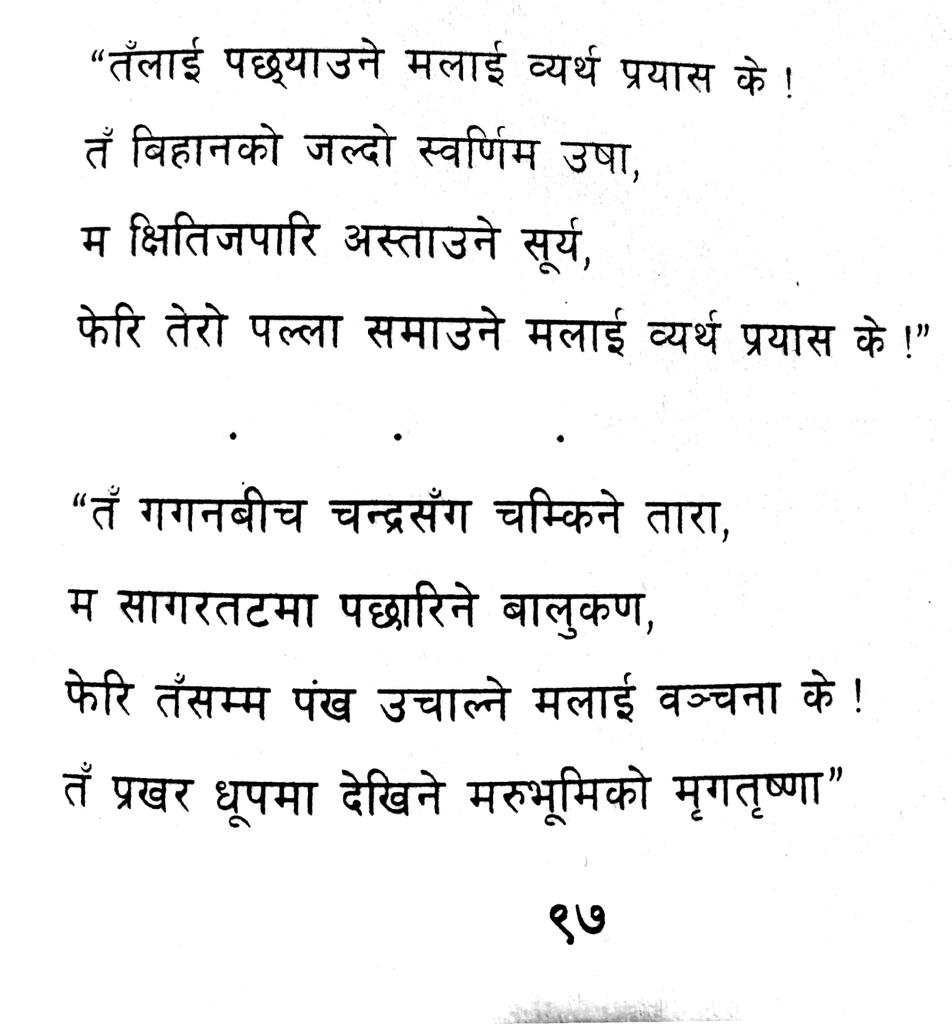 “तँलाई पछ्याउने मलाई व्यर्थ प्रयास के !
तँ बिहानको जल्दो स्वर्णिम उषा,
म क्षितिजपारि अस्ताउने सूर्य,
फेरि तेरो पल्ला समाउने मलाई व्यर्थ प्रयास के !”
. . .
“तँ गगनबीच चन्द्रसँग चम्किने तारा,
म सागरतटमा पछारिने बालुकण,
फेरि तँसम्म पंख उचाल्ने मलाई वञ्चना के !
तँ प्रखर धूपमा देखिने मरुभूमिको मृगतृष्णा”
९७